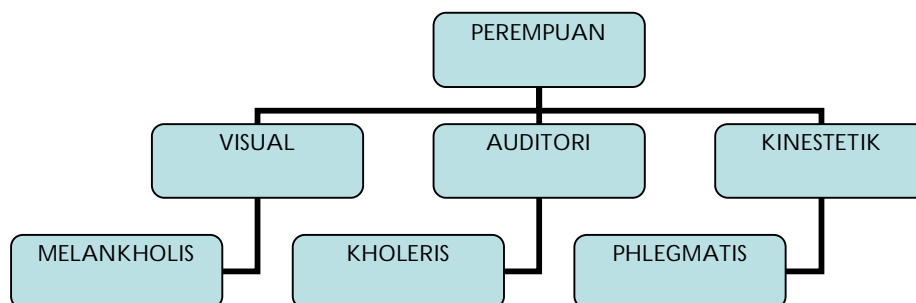 PEREMPUAN
VISUAL
AUDITORI
KINESTETIK
MELANKHOLIS
KHOLERIS
PHLEGMATIS